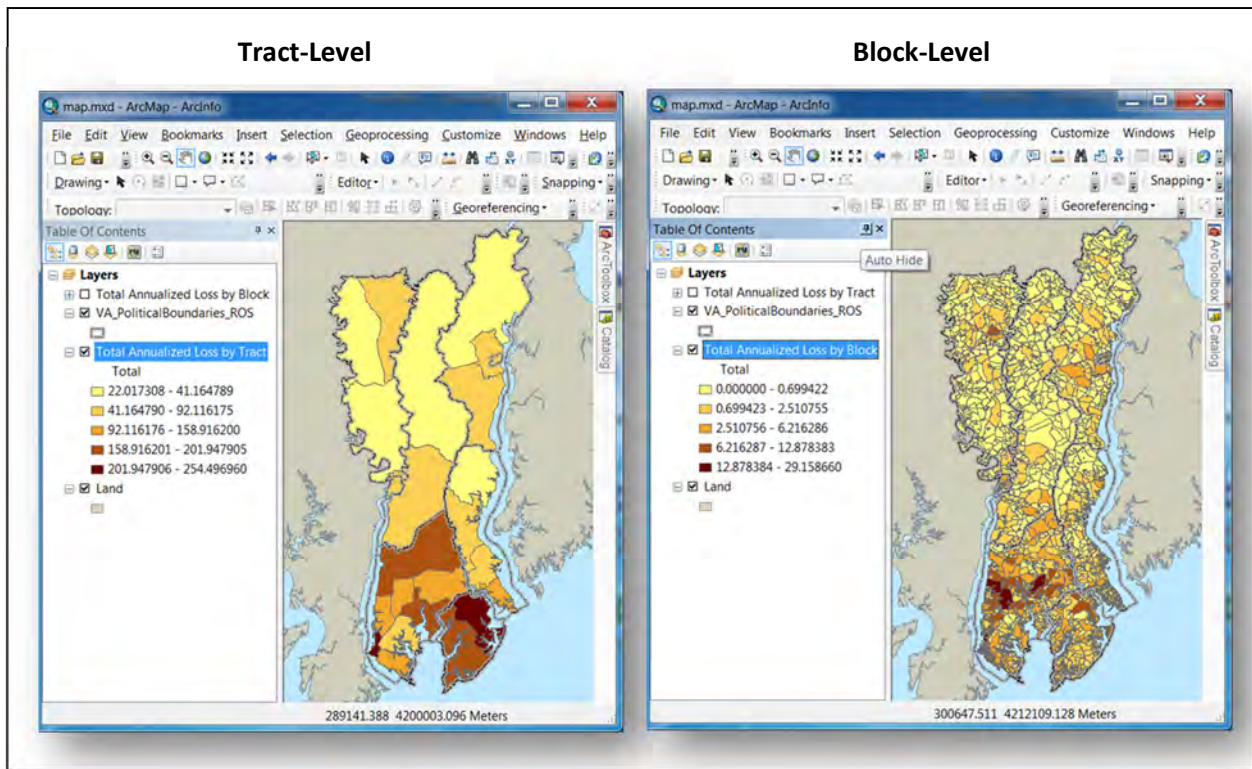 Tract-Level
map.mxd - ArcMap - ArcInfo
File Edit View Bookmarks Insert Selection Geoprocessing Customize Windows Help
Drawing
Editor
Snapping
Topology:
Georeferencing
Table Of Contents
Layers
Total Annualized Loss by Block
VA_PoliticalBoundaries_ROS
Total Annualized Loss by Tract
Total
22.017308 - 41.164789
41.164790 - 92.116175
92.116176 - 158.916200
158.916201 - 201.947905
201.947906 - 254.496960
Land
ArcToolbox
Catalog
289141.388 4200003.096 Meters
Block-Level
map.mxd - ArcMap - ArcInfo
File Edit View Bookmarks Insert Selection Geoprocessing Customize Windows Help
Drawing
Editor
Snapping
Topology:
Georeferencing
Table Of Contents
Auto Hide
Layers
Total Annualized Loss by Tract
VA_PoliticalBoundaries_ROS
Total Annualized Loss by Block
Total
0.000000 - 0.699422
0.699423 - 2.510755
2.510756 - 6.216286
6.216287 - 12.878383
12.878384 - 29.158660
Land
ArcToolbox
Catalog
300647.511 4212109.128 Meters